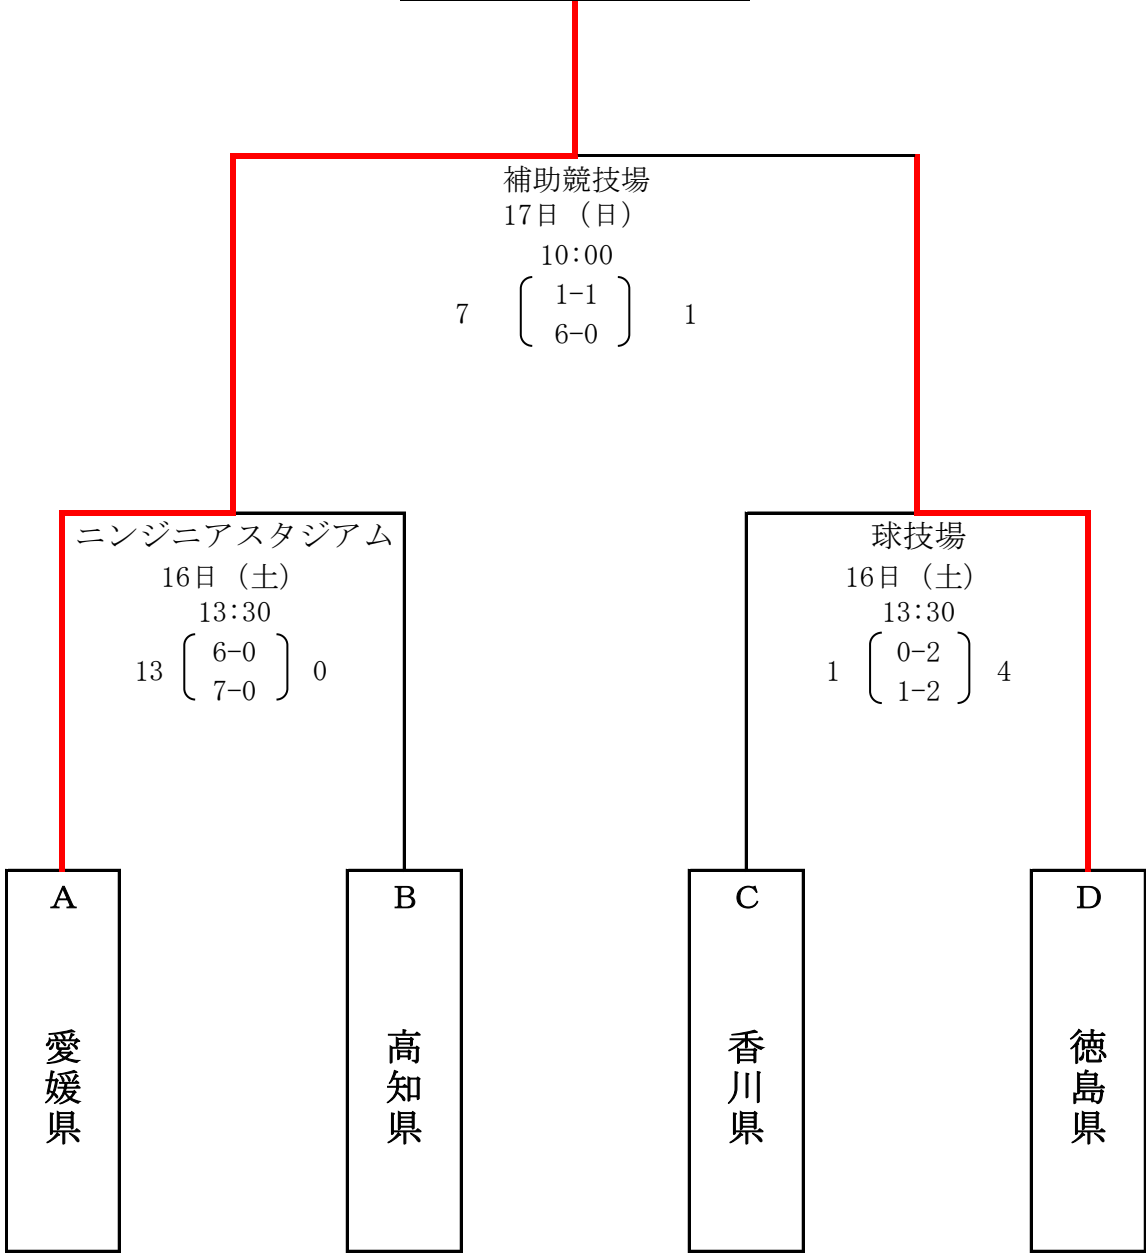 補助競技場
17日（日）
10:00
1-1
7 1
6-0
ニンジニアスタジアム
16日（土）
13:30
6-0
13 0
7-0
球技場
16日（土）
13:30
0-2
1 4
1-2
A
愛媛県
B
高知県
C
香川県
D
徳島県